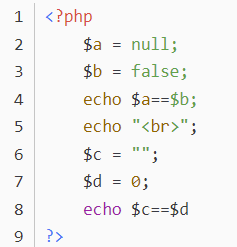 1 <?php
2 $a = null;
3 $b = false;
4 echo $a==$b;
5 echo "<br>";
6 $c = "";
7 $d = 0;
8 echo $c==$d
9 ?>